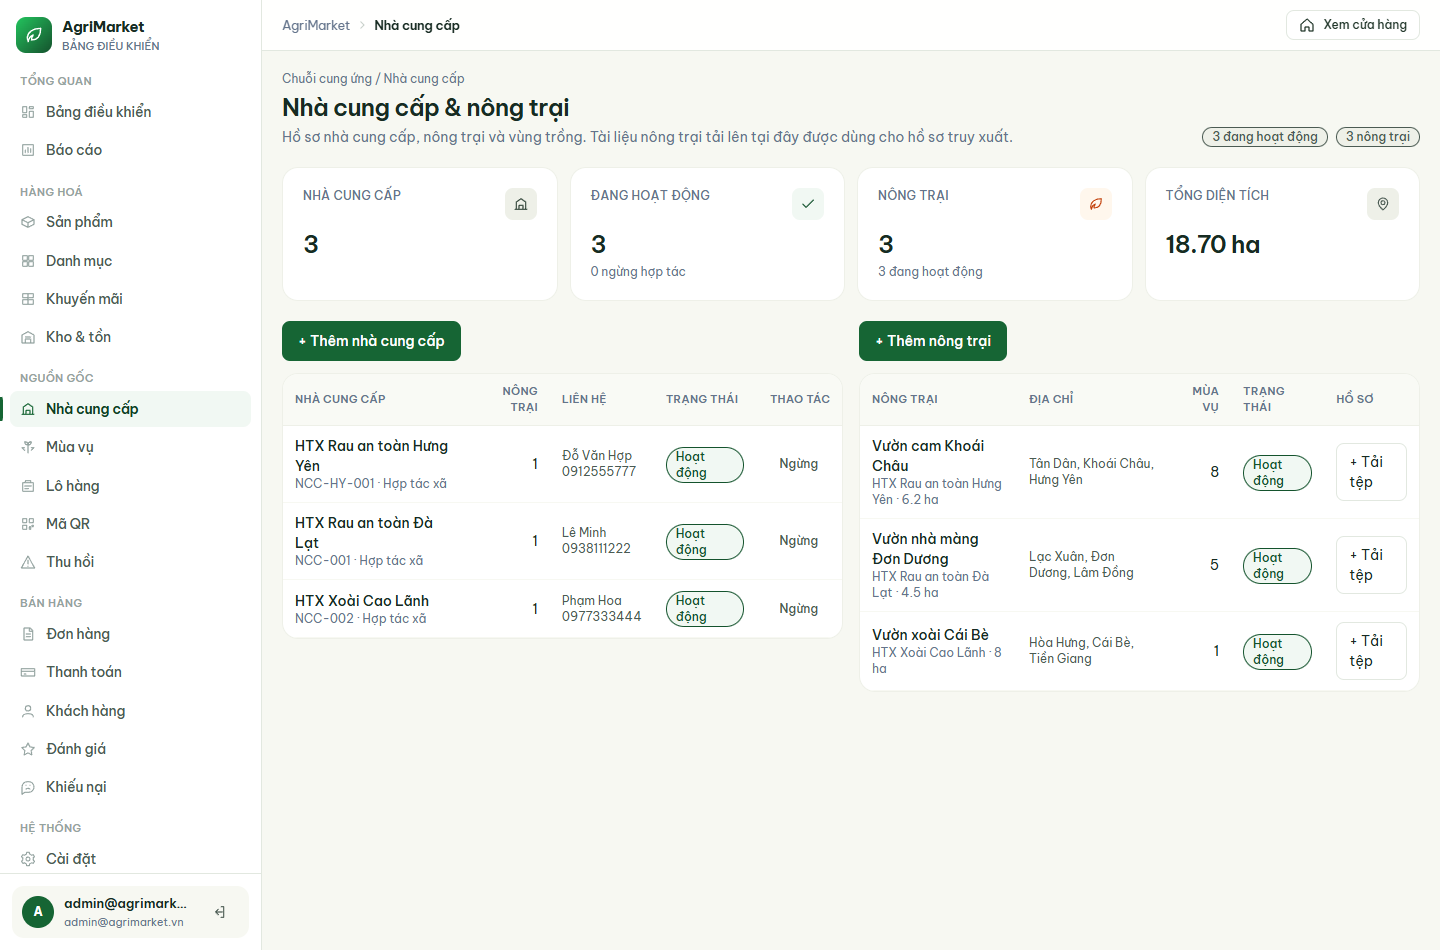 AgriMarket
BẢNG ĐIỀU KHIỂN
TỔNG QUAN
Bảng điều khiển
Báo cáo
HÀNG HOÁ
Sản phẩm
Danh mục
Khuyến mãi
Kho & tồn
NGUỒN GỐC
Nhà cung cấp
Mùa vụ
Lô hàng
Mã QR
Thu hồi
BÁN HÀNG
Đơn hàng
Thanh toán
Khách hàng
Đánh giá
Khiếu nại
HỆ THỐNG
Cài đặt
A
admin@agrimark...
admin@agrimarket.vn
AgriMarket > Nhà cung cấp
Xem cửa hàng
Chuỗi cung ứng / Nhà cung cấp
Nhà cung cấp & nông trại
Hồ sơ nhà cung cấp, nông trại và vùng trồng. Tài liệu nông trại tải lên tại đây được dùng cho hồ sơ truy xuất.
3 đang hoạt động
3 nông trại
NHÀ CUNG CẤP
3
ĐANG HOẠT ĐỘNG
3
0 ngừng hợp tác
NÔNG TRẠI
3
3 đang hoạt động
TỔNG DIỆN TÍCH
18.70 ha
+ Thêm nhà cung cấp
NHÀ CUNG CẤP
NÔNG
TRẠI
LIÊN HỆ
TRẠNG THÁI
THAO TÁC
HTX Rau an toàn Hưng
Yên
NCC-HY-001 · Hợp tác xã
1
Đỗ Văn Hợp
0912555777
Hoạt
động
Ngừng
HTX Rau an toàn Đà
Lạt
NCC-001 · Hợp tác xã
1
Lê Minh
0938111222
Hoạt
động
Ngừng
HTX Xoài Cao Lãnh
NCC-002 · Hợp tác xã
1
Phạm Hoa
0977333444
Hoạt
động
Ngừng
+ Thêm nông trại
NÔNG TRẠI
ĐỊA CHỈ
MÙA
VỤ
TRẠNG
THÁI
HỒ SƠ
Vườn cam Khoái
Châu
HTX Rau an toàn Hưng
Yên · 6.2 ha
Tân Dân, Khoái Châu,
Hưng Yên
8
Hoạt
động
+ Tải
tệp
Vườn nhà màng
Đơn Dương
HTX Rau an toàn Đà
Lạt · 4.5 ha
Lạc Xuân, Đơn
Dương, Lâm Đồng
5
Hoạt
động
+ Tải
tệp
Vườn xoài Cái Bè
HTX Xoài Cao Lãnh · 8
ha
Hòa Hưng, Cái Bè,
Tiền Giang
1
Hoạt
động
+ Tải
tệp